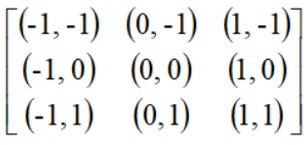 (-1, -1) (0, -1) (1, -1)
(-1, 0) (0, 0) (1, 0)
(-1, 1) (0, 1) (1, 1)